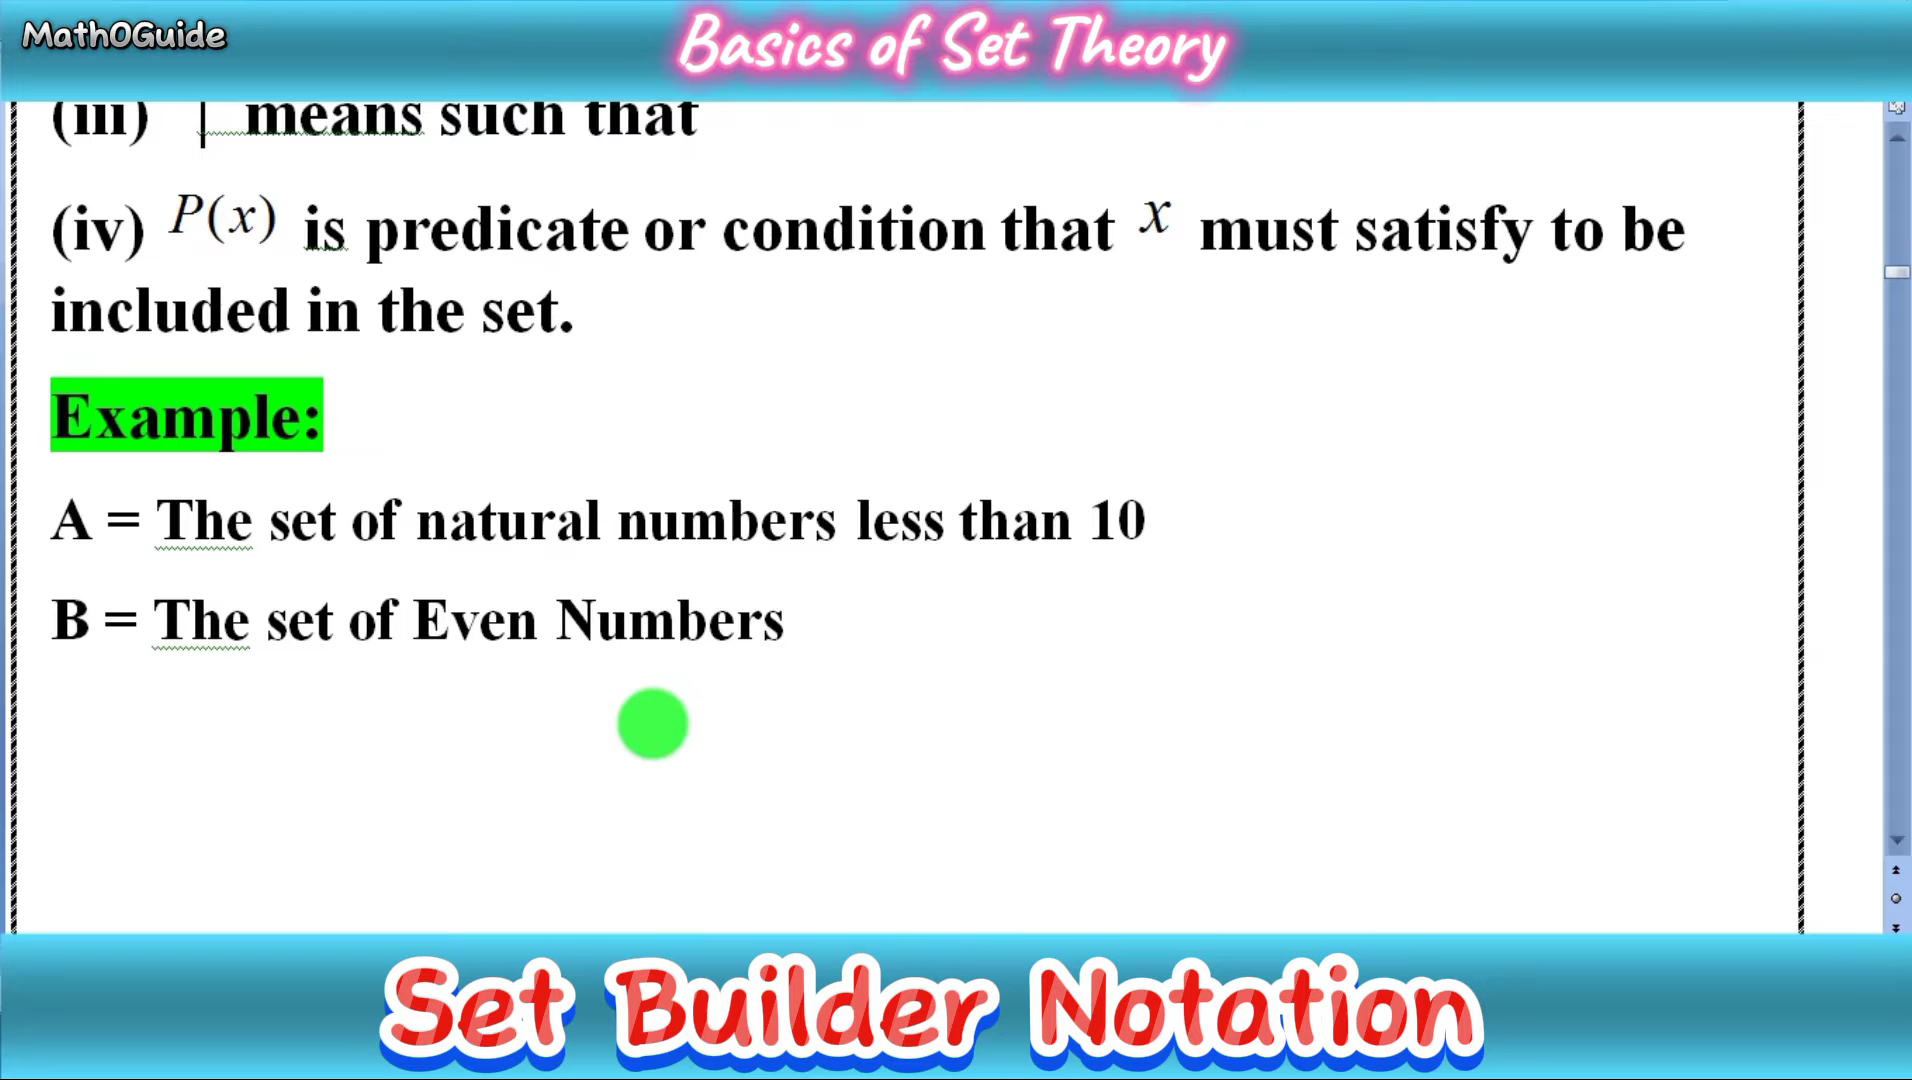 MathOGuide
Basics of Set Theory
(iii) | means such that
(iv) P(x) is predicate or condition that x must satisfy to be
included in the set.
Example:
A = The set of natural numbers less than 10
B = The set of Even Numbers
Set Builder Notation